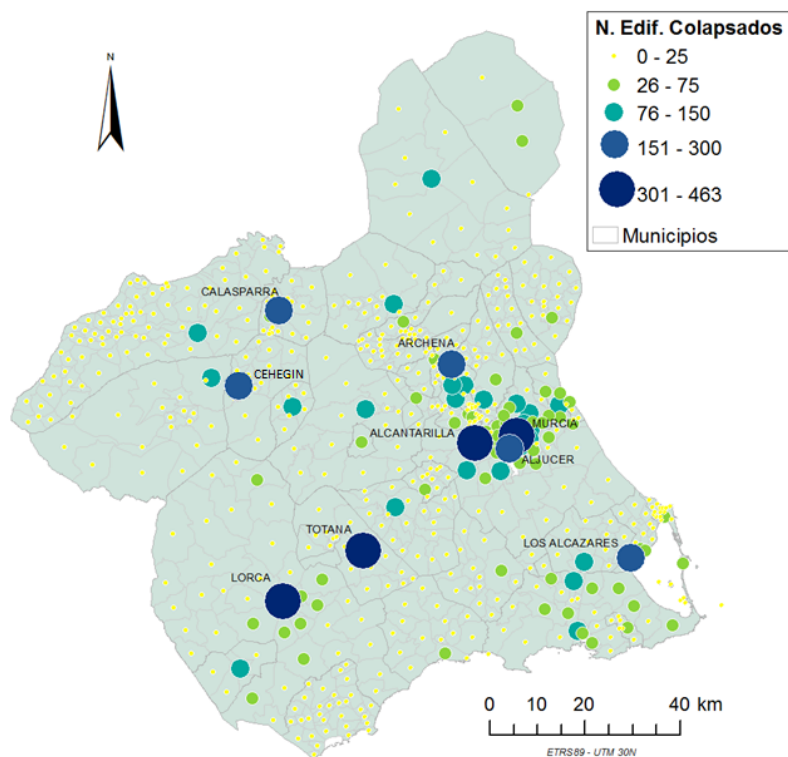 N. Edif. Colapsados
0 - 25
26 - 75
76 - 150
151 - 300
301 - 463
Municipios
N
CALASPARRA
ARCHENA
CEHEGIN
MURCIA
ALCANTARILLA
ALJUCER
TOTANA
LOS ALCAZARES
LORCA
0 10 20 40 km
ETRS89 - UTM 30N